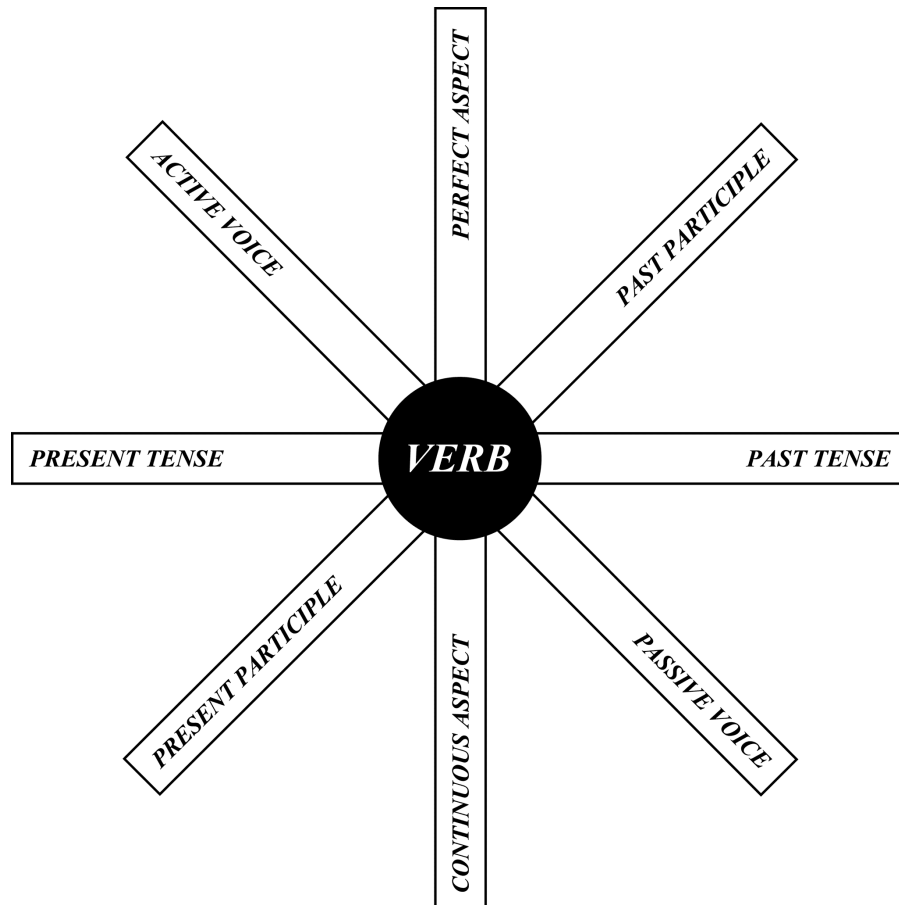 PERFECT ASPECT
ACTIVE VOICE
PAST PARTICIPLE
PRESENT TENSE
VERB
PAST TENSE
PRESENT PARTICIPLE
PASSIVE VOICE
CONTINUOUS ASPECT